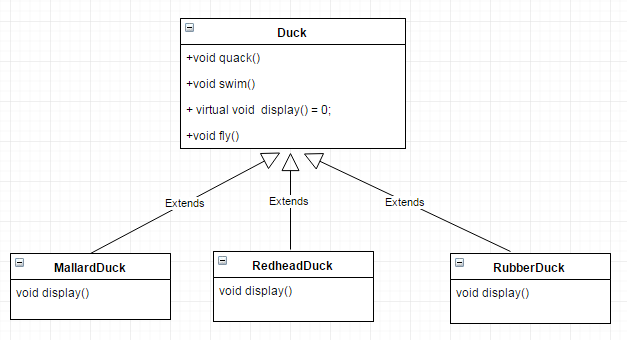 Duck
+void quack()
+void swim()
+ virtual void  display() = 0;
+void fly()
Extends
Extends
Extends
MallardDuck
void display()
RedheadDuck
void display()
RubberDuck
void display()